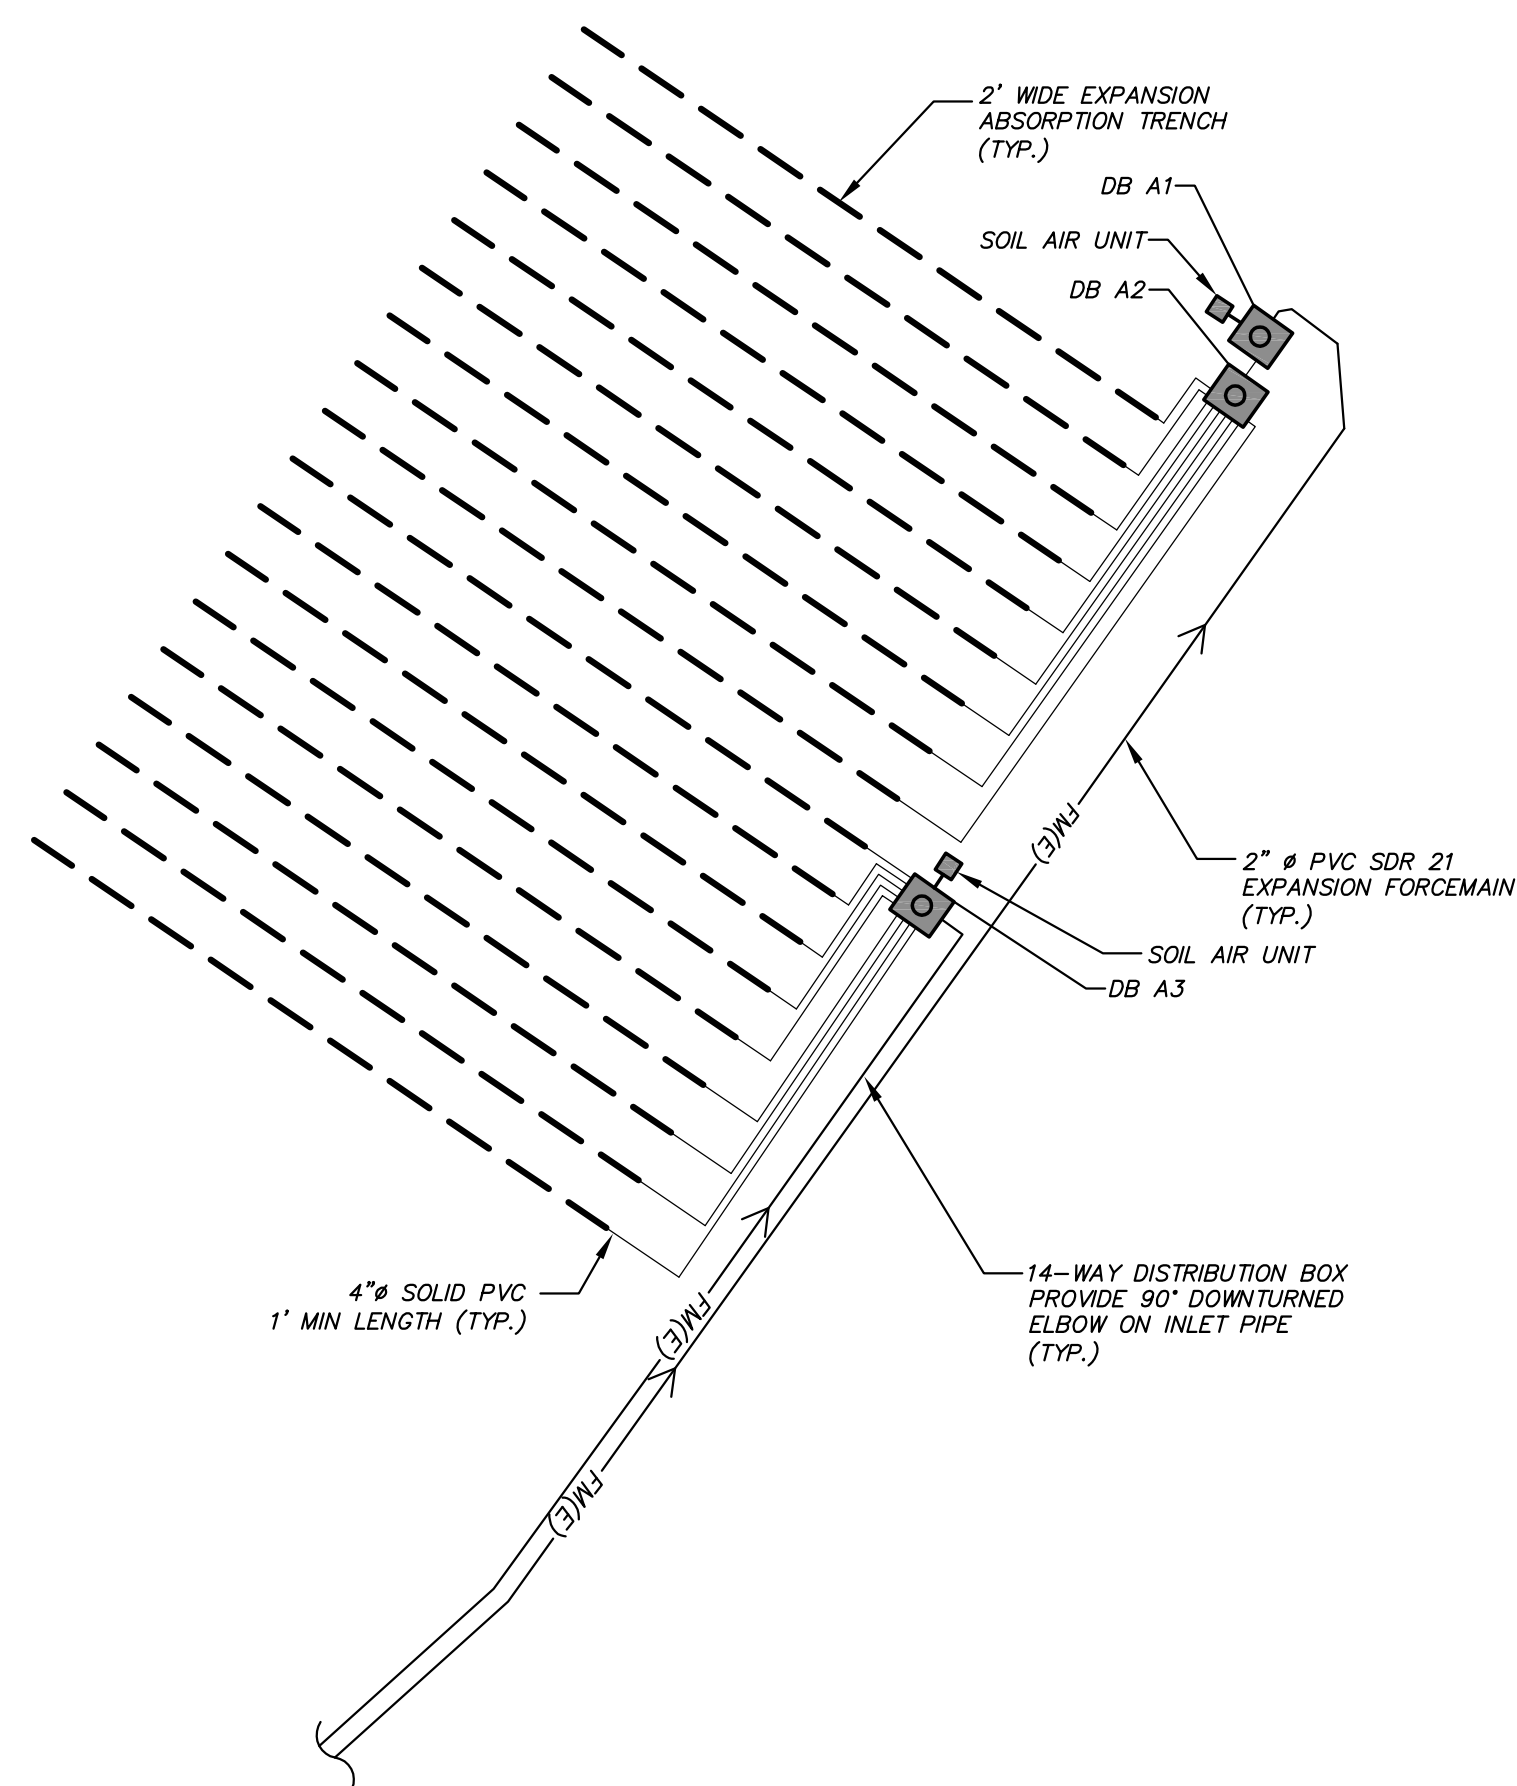 2' WIDE EXPANSION
ABSORPTION TRENCH
(TYP.)
DB A1
SOIL AIR UNIT
DB A2
FM(E)
2" ø PVC SDR 21
EXPANSION FORCEMAIN
(TYP.)
SOIL AIR UNIT
DB A3
14-WAY DISTRIBUTION BOX
PROVIDE 90° DOWNTURNED
ELBOW ON INLET PIPE
(TYP.)
4"ø SOLID PVC
1' MIN LENGTH (TYP.)
FM(E)
FM(E)